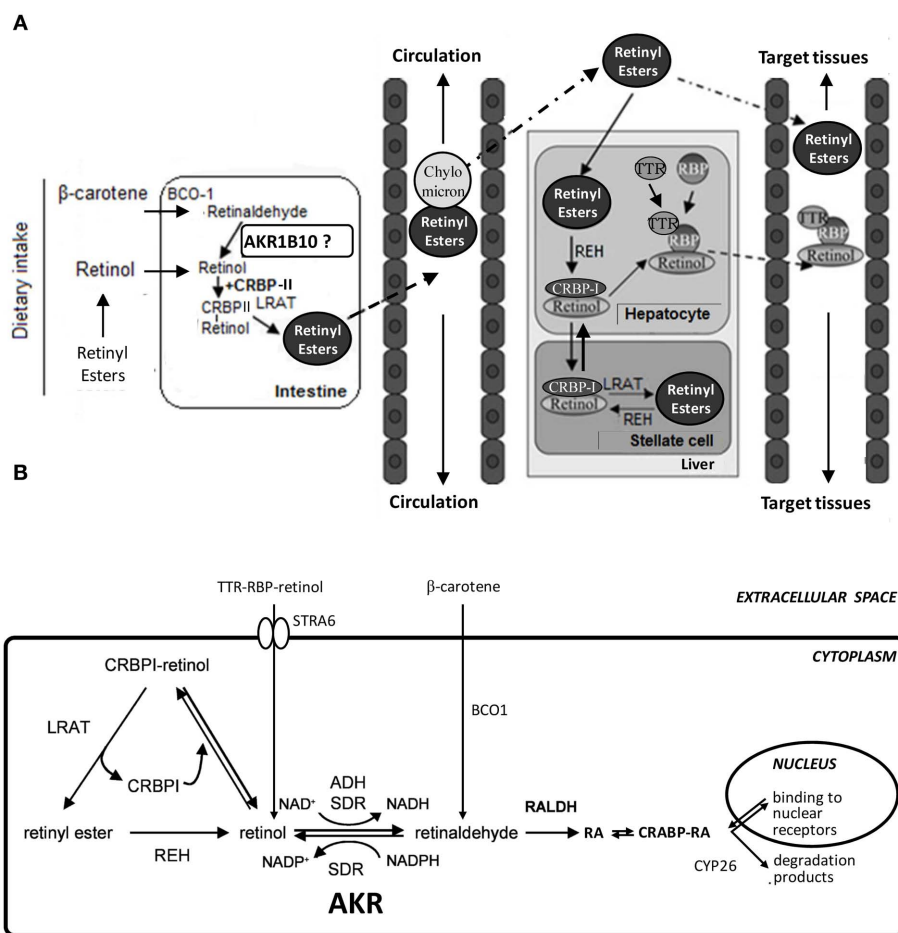 A
Circulation
Retinyl
Esters
Target tissues
Dietary intake
β-carotene
Retinol
Retinyl
Esters
BCO-1
Retinaldehyde
AKR1B10 ?
Retinol
+CRBP-II
CRBPII
LRAT
Retinol
Retinyl
Esters
Intestine
Chylo
micron
Retinyl
Esters
Circulation
Retinyl
Esters
REH
CRBP-I
Retinol
TTR
RBP
TTR
RBP
Retinol
Hepatocyte
CRBP-I
Retinol
LRAT
REH
Retinyl
Esters
Stellate cell
Liver
Retinyl
Esters
TTR
RBP
Retinol
Target tissues
B
TTR-RBP-retinol
β-carotene
EXTRACELLULAR SPACE
STRA6
CYTOPLASM
CRBPI-retinol
LRAT
CRBPI
BCO1
NUCLEUS
binding to
nuclear
receptors
ADH
SDR
NAD⁺
NADH
RALDH
retinyl ester
REH
retinol
retinaldehyde
RA
CRABP-RA
NADP⁺
SDR
NADPH
CYP26
degradation
products
AKR